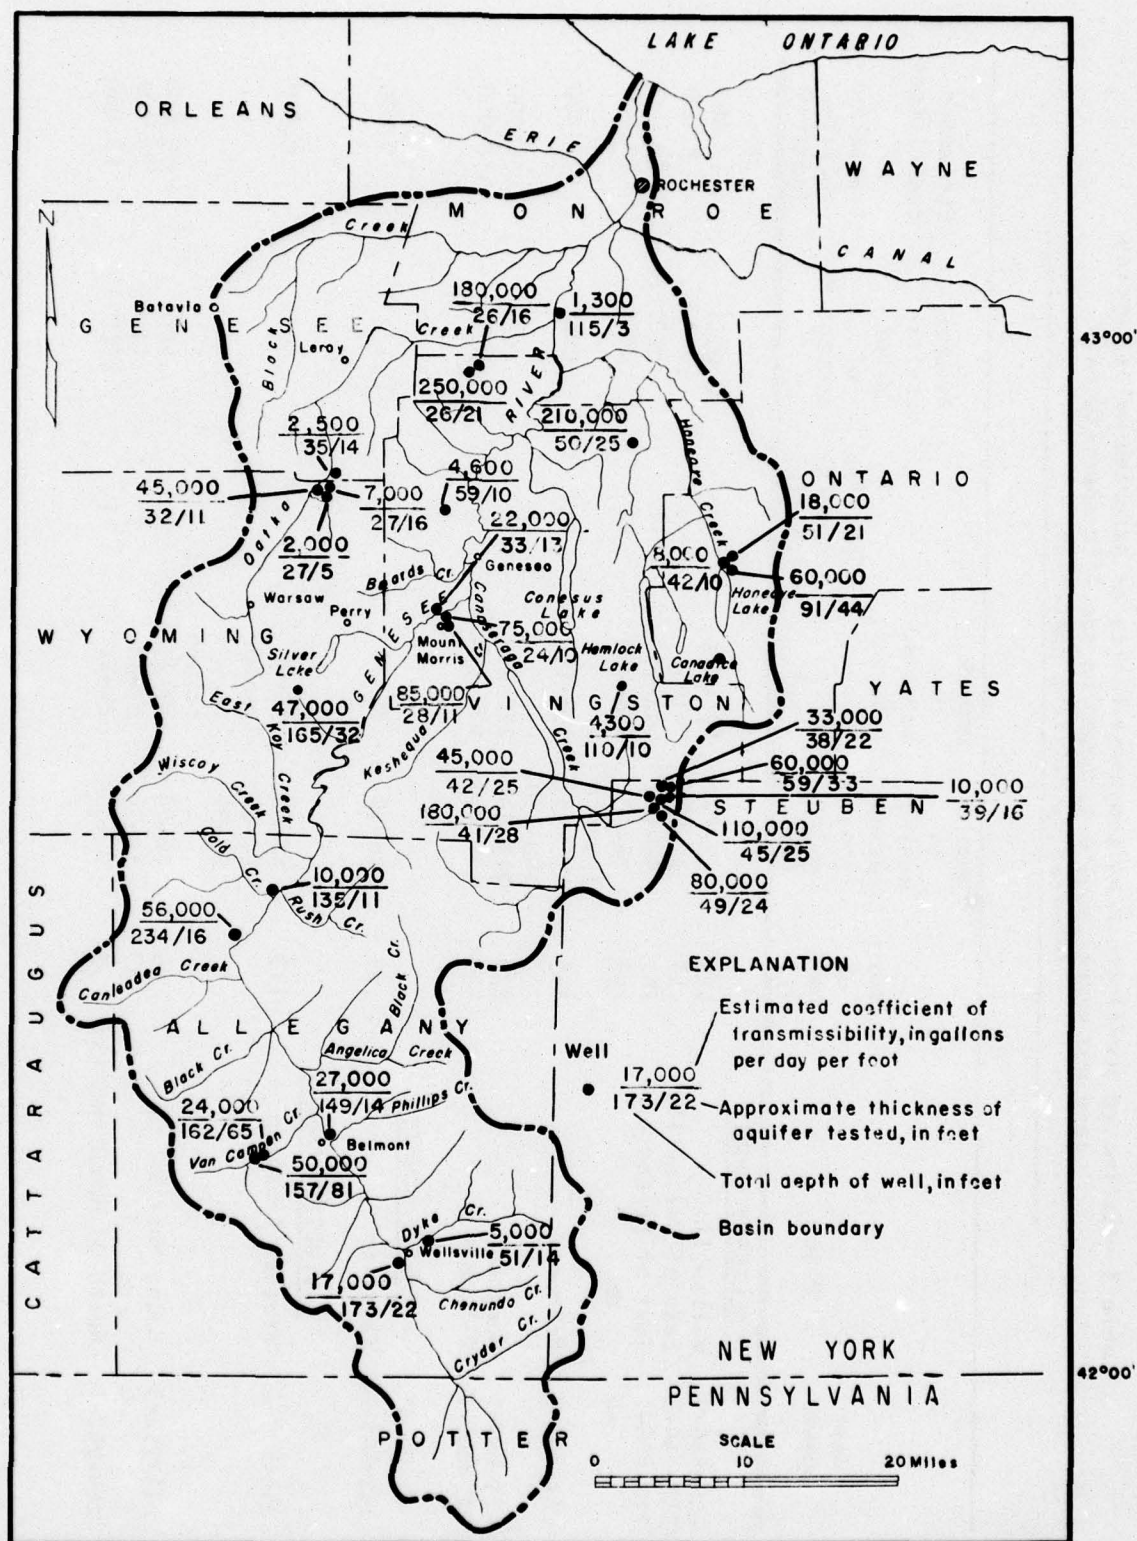 LAKE ONTARIO
ORLEANS
ERIE
WAYNE
ROCHESTER
N
MONROE
Creek
CANAL
Batavia
180,000
26/16
1,300
115/3
GENESEE
Creek
43°00'
Black
Leroy
RIVER
250,000
26/21
210,000
50/25
Honeoye
2,500
35/14
4,600
59/10
ONTARIO
45,000
32/11
7,000
27/16
18,000
51/21
Oatka
22,000
33/13
Creek
2,000
27/5
Geneseo
8,000
42/10
60,000
91/44
Beards Cr.
Honeoye
Lake
Warsaw
Perry
Canaseraga
Conesus
Lake
WYOMING
GENESEE
75,000
24/10
Mount
Morris
Cr.
Hemlock
Lake
Canadice
Lake
Silver
Lake
YATES
East
Koy
Creek
47,000
165/32
85,000
28/11
LIVINGSTON
4,300
110/10
33,000
38/22
Keshequa
Creek
Wiscoy
Creek
45,000
42/25
60,000
59/33
10,000
39/16
STEUBEN
180,000
41/28
110,000
45/25
Cold
Cr.
10,000
135/11
80,000
49/24
Rush Cr.
56,000
234/16
CATTARAUGUS
Black Cr.
EXPLANATION
Caneadea Creek
Estimated coefficient of
transmissibility, in gallons
per day per foot
ALLEGANY
Well
Angelica Creek
Black Cr.
17,000
173/22
Approximate thickness of
aquifer tested, in feet
27,000
149/14
Phillips Cr.
24,000
162/65
Belmont
Van Campen Cr.
50,000
157/81
Total depth of well, in feet
Basin boundary
Dyke Cr.
5,000
51/14
Wellsville
17,000
173/22
Chenunda Cr.
Cryder Cr.
NEW YORK
42°00'
PENNSYLVANIA
POTTER
SCALE
0 10 20 Miles